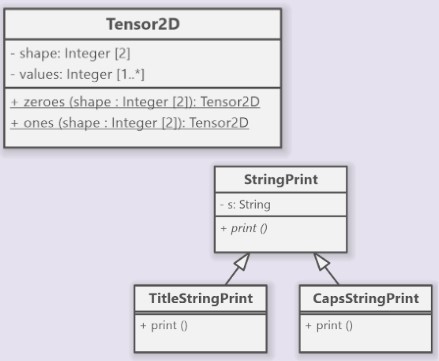 Tensor2D
- shape: Integer [2]
- values: Integer [1..*]
+ zeroes (shape : Integer [2]): Tensor2D
+ ones (shape : Integer [2]): Tensor2D
StringPrint
- s: String
+ print ()
TitleStringPrint
+ print ()
CapsStringPrint
+ print ()